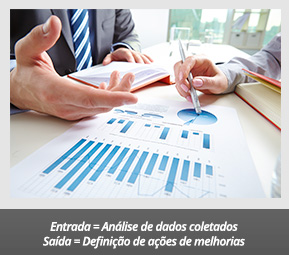 Entrada = Análise de dados coletados
Saída = Definição de ações de melhorias